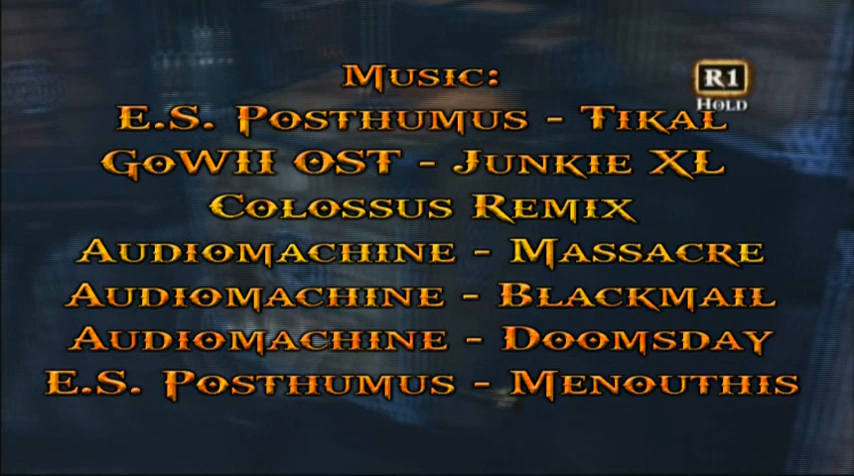 Music:
R1
Hold
E.S. Posthumus - Tikal
GoWII OST - Junkie XL
Colossus Remix
Audiomachine - Massacre
Audiomachine - Blackmail
Audiomachine - Doomsday
E.S. Posthumus - Menouthis